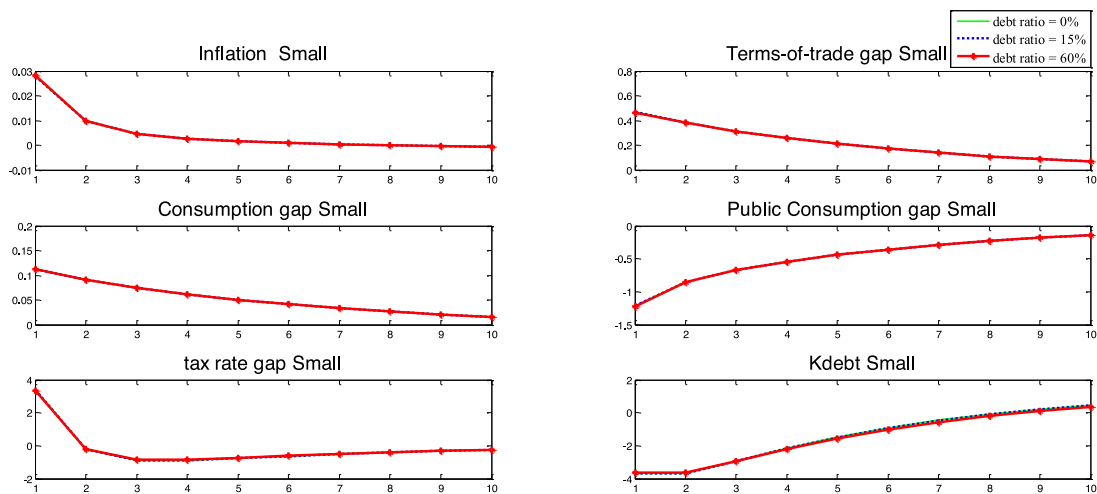 debt ratio = 0%
debt ratio = 15%
debt ratio = 60%
Inflation Small
0.03
0.02
0.01
0
-0.01
1 2 3 4 5 6 7 8 9 10
Terms-of-trade gap Small
0.8
0.6
0.4
0.2
0
1 2 3 4 5 6 7 8 9 10
Consumption gap Small
0.2
0.15
0.1
0.05
0
1 2 3 4 5 6 7 8 9 10
Public Consumption gap Small
0
-0.5
-1
-1.5
1 2 3 4 5 6 7 8 9 10
tax rate gap Small
4
2
0
-2
1 2 3 4 5 6 7 8 9 10
Kdebt Small
2
0
-2
-4
1 2 3 4 5 6 7 8 9 10